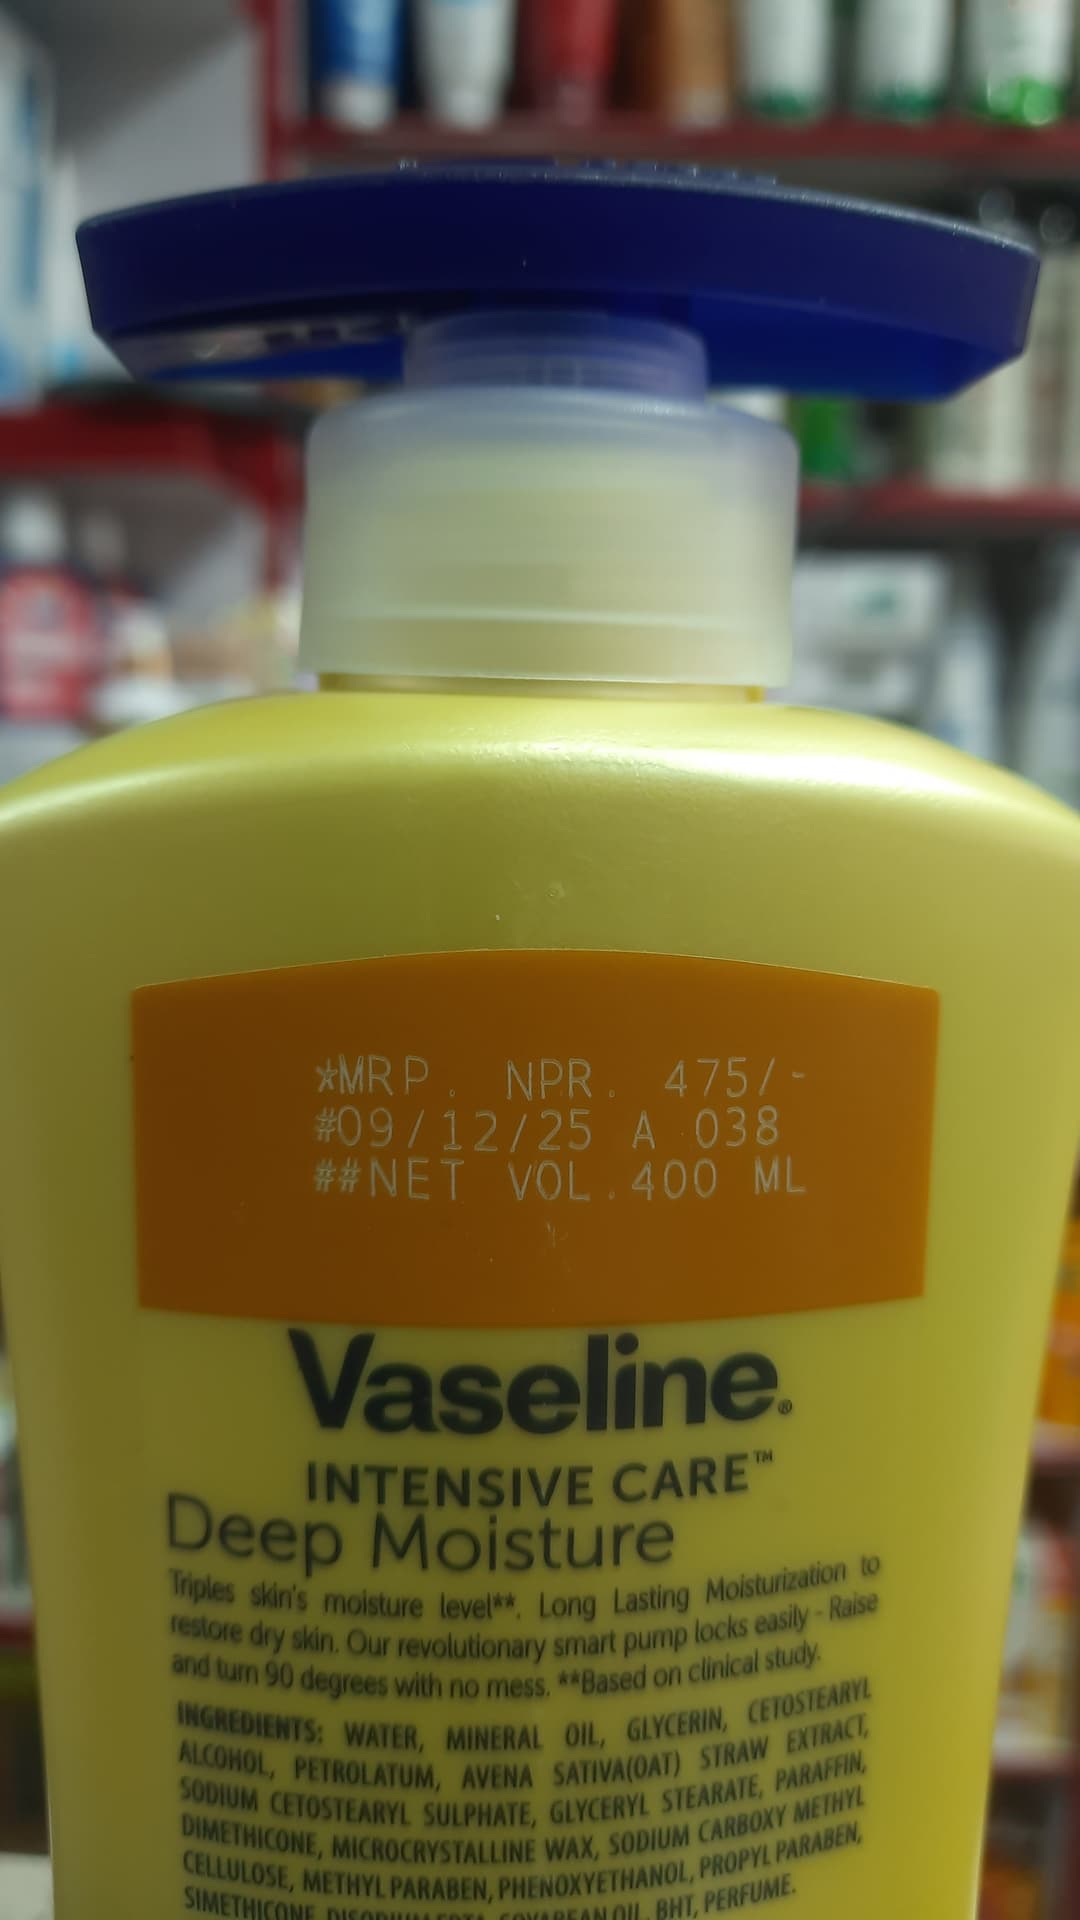 *MRP. NPR. 475/-
#09/12/25 A 038
##NET VOL.400 ML
Vaseline®
INTENSIVE CARE™
Deep Moisture
Triples skin's moisture level**. Long Lasting Moisturization to
restore dry skin. Our revolutionary smart pump locks easily - Raise
and turn 90 degrees with no mess. **Based on clinical study.
INGREDIENTS: WATER, MINERAL OIL, GLYCERIN, CETOSTEARYL
ALCOHOL, PETROLATUM, AVENA SATIVA(OAT) STRAW EXTRACT,
SODIUM CETOSTEARYL SULPHATE, GLYCERYL STEARATE, PARAFFIN,
DIMETHICONE, MICROCRYSTALLINE WAX, SODIUM CARBOXY METHYL
CELLULOSE, METHYL PARABEN, PHENOXYETHANOL, PROPYL PARABEN,
SIMETHICONE, DISODIUM EDTA, SOYABEAN OIL, BHT, PERFUME.